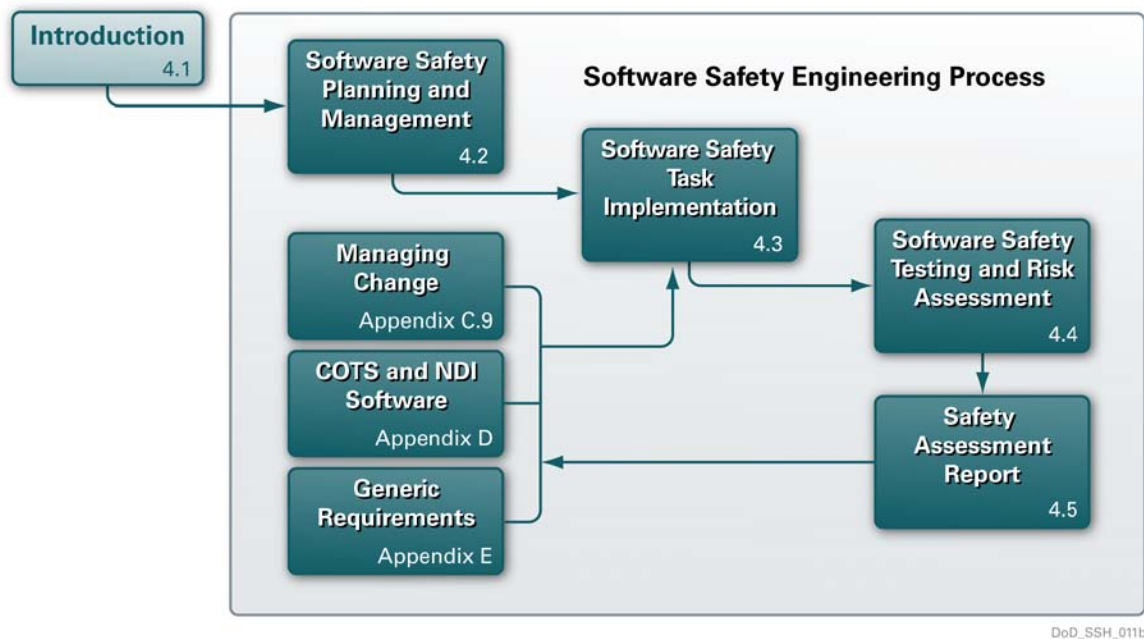 Introduction
4.1
Software Safety
Planning and
Management
4.2
Software Safety Engineering Process
Software Safety
Task
Implementation
4.3
Managing
Change
Appendix C.9
COTS and NDI
Software
Appendix D
Generic
Requirements
Appendix E
Software Safety
Testing and Risk
Assessment
4.4
Safety
Assessment
Report
4.5